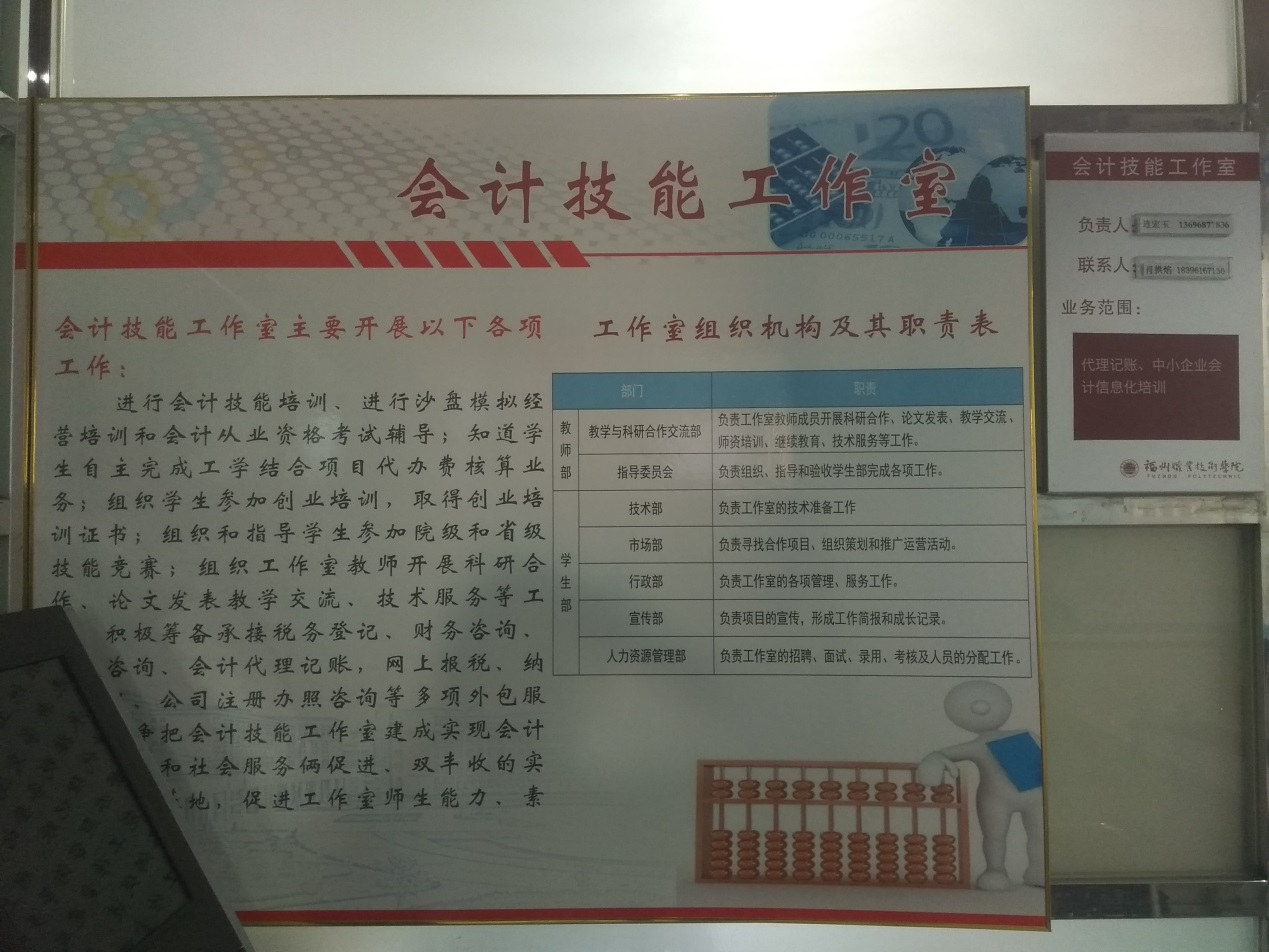 会计技能工作室
会计技能工作室主要开展以下各项
工作：
进行会计技能培训、进行沙盘模拟经
营培训和会计从业资格考试辅导；知道学
生自主完成工学结合项目代办费核算业
务；组织学生参加创业培训，取得创业培
训证书；组织和指导学生参加院级和省级
技能竞赛；组织工作室教师开展科研合
作、论文发表教学交流、技术服务等工
积极筹备承接税务登记、财务咨询、
咨询、会计代理记账，网上报税、纳
、公司注册办照咨询等多项外包服
把会计技能工作室建成实现会计
和社会服务俩促进、双丰收的实
地，促进工作室师生能力、素
工作室组织机构及其职责表
部门 职责
教师部
教学与科研合作交流部 负责工作室教师成员开展科研合作、论文发表、教学交流、
师资培训、继续教育、技术服务等工作。
指导委员会 负责组织、指导和验收学生部完成各项工作。
学生部
技术部 负责工作室的技术准备工作
市场部 负责寻找合作项目、组织策划和推广运营活动。
行政部 负责工作室的各项管理、服务工作。
宣传部 负责项目的宣传，形成工作简报和成长记录。
人力资源管理部 负责工作室的招聘、面试、录用、考核及人员的分配工作。
20
会计技能工作室
负责人：
联系人：
业务范围：
代理记账、中小企业会
计信息化培训
福州职业技术学院
FUZHOU POLYTECHNIC